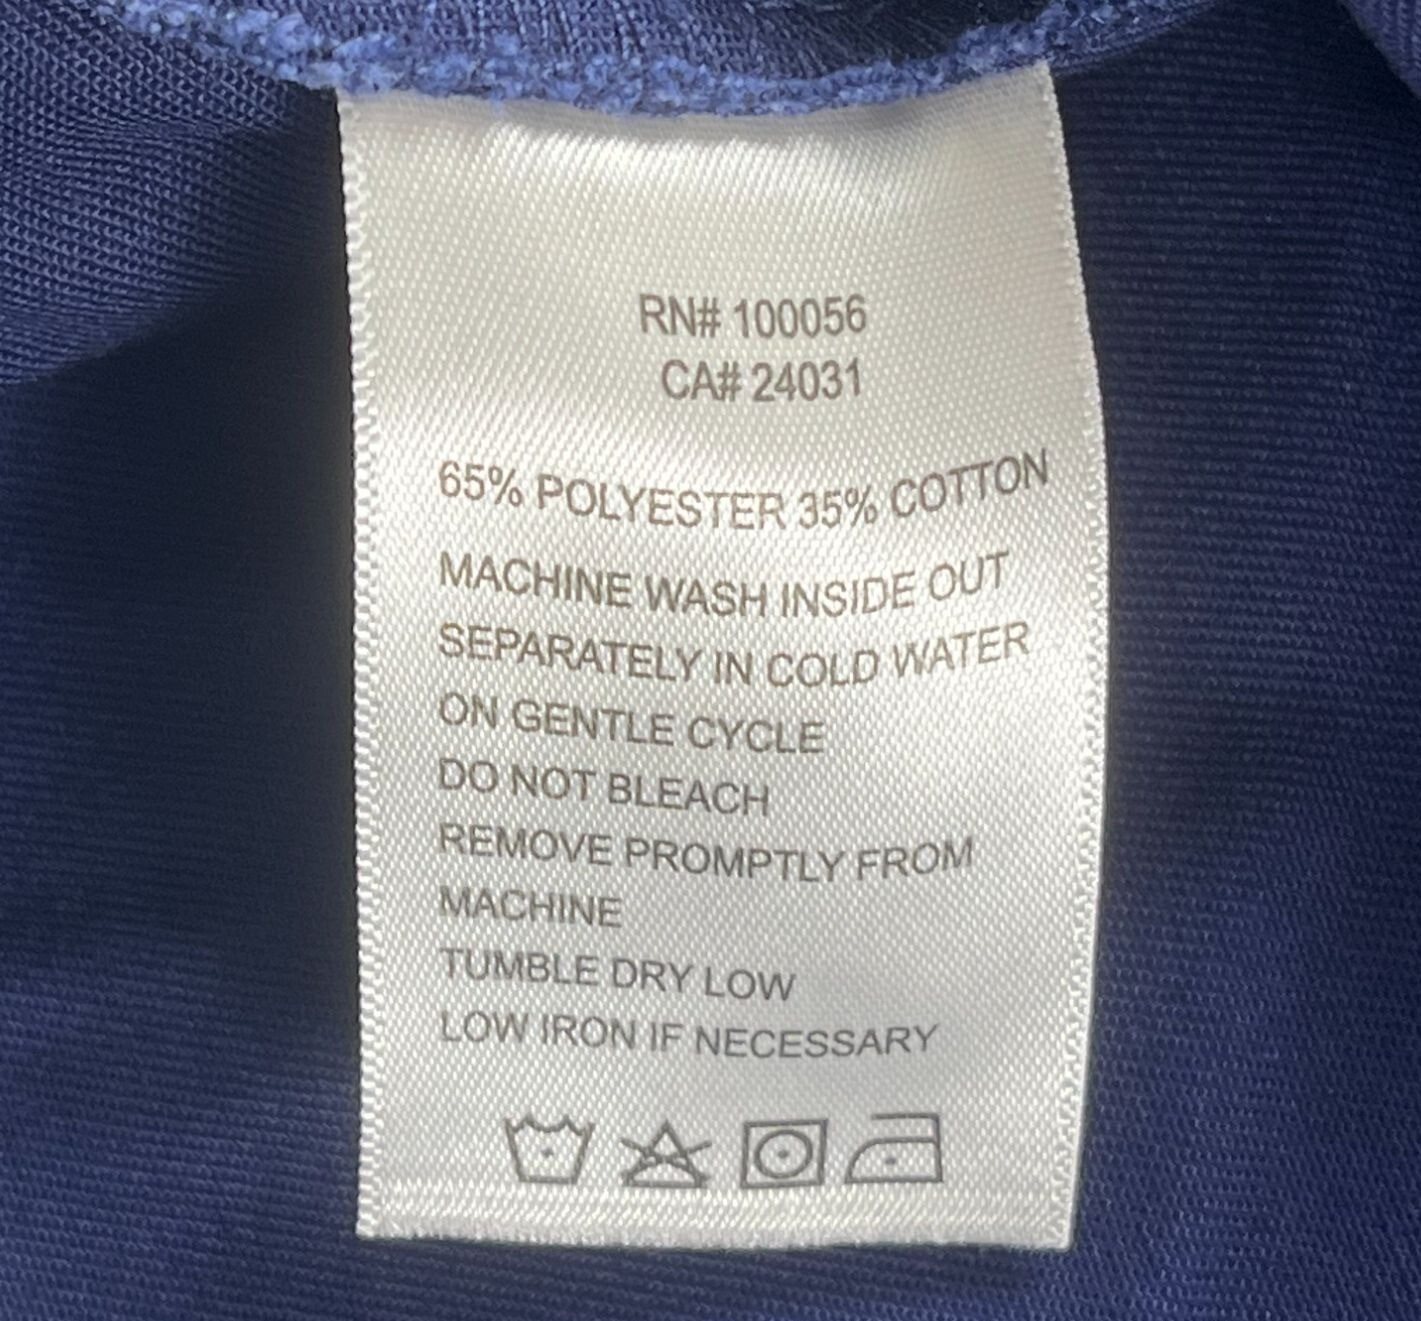 RN# 100056
CA# 24031
65% POLYESTER 35% COTTON
MACHINE WASH INSIDE OUT
SEPARATELY IN COLD WATER
ON GENTLE CYCLE
DO NOT BLEACH
REMOVE PROMPTLY FROM
MACHINE
TUMBLE DRY LOW
LOW IRON IF NECESSARY